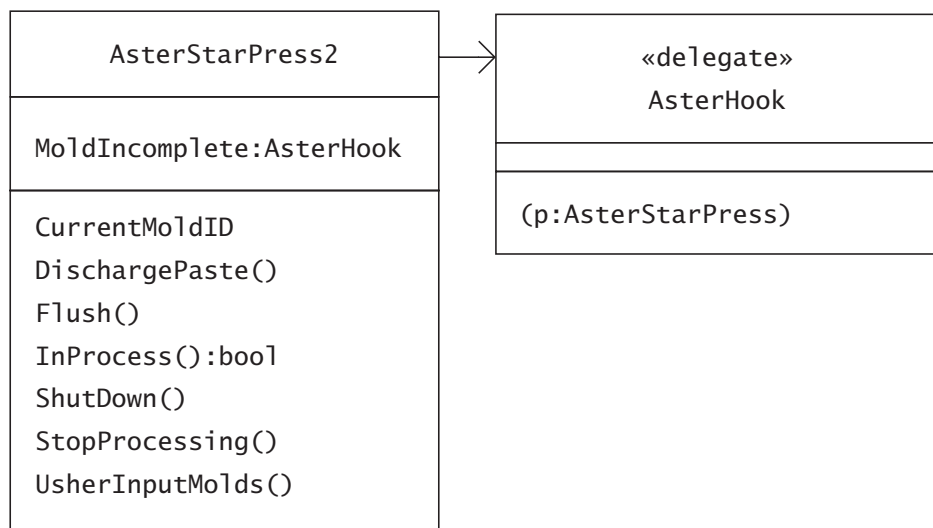 AsterStarPress2
MoldIncomplete:AsterHook
CurrentMoldID
DischargePaste()
Flush()
InProcess():bool
ShutDown()
StopProcessing()
UsherInputMolds()
«delegate»
AsterHook
(p:AsterStarPress)